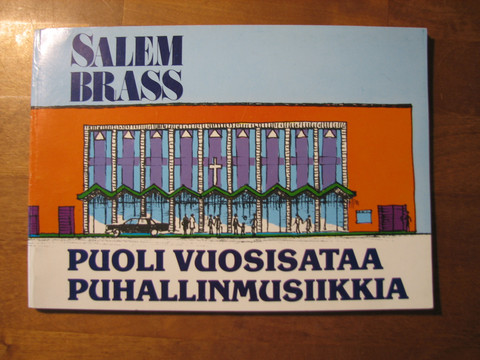 SALEM
BRASS
PUOLI VUOSISATAA
PUHALLINMUSIIKKIA